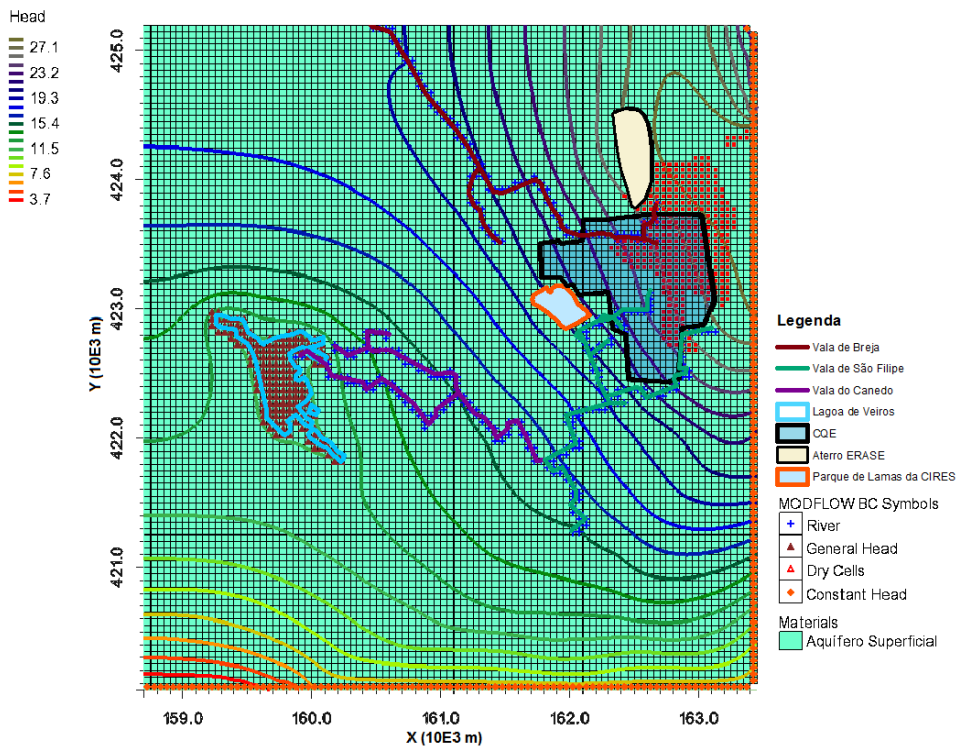 Head
27.1
23.2
19.3
15.4
11.5
7.6
3.7
425.0
424.0
423.0
422.0
421.0
Y (10E3 m)
159.0
160.0
161.0
162.0
163.0
X (10E3 m)
Legenda
Vala de Breja
Vala de São Filipe
Vala do Canedo
Lagoa de Veiros
CQE
Aterro ERASE
Parque de Lamas da CIRES
MODFLOW BC Symbols
River
General Head
Dry Cells
Constant Head
Materials
Aquífero Superficial